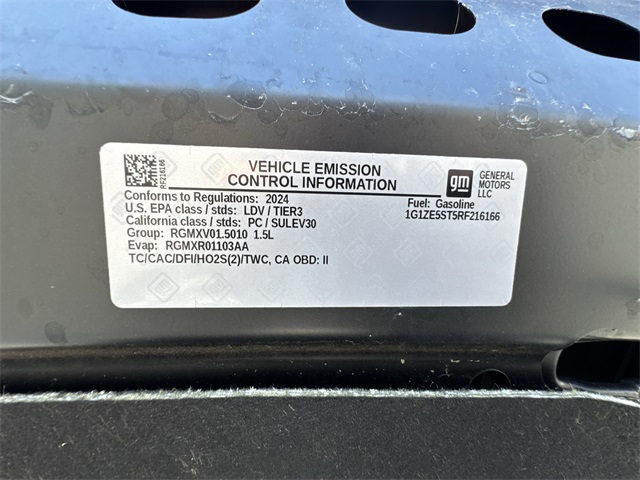 RF216166
VEHICLE EMISSION
CONTROL INFORMATION
gm
GENERAL
MOTORS
LLC
Conforms to Regulations: 2024
Fuel: Gasoline
U.S. EPA class / stds: LDV / TIER3
1G1ZE5ST5RF216166
California class / stds: PC / SULEV30
Group: RGMXV01.5010 1.5L
Evap: RGMXR01103AA
TC/CAC/DFI/HO2S(2)/TWC, CA OBD: II